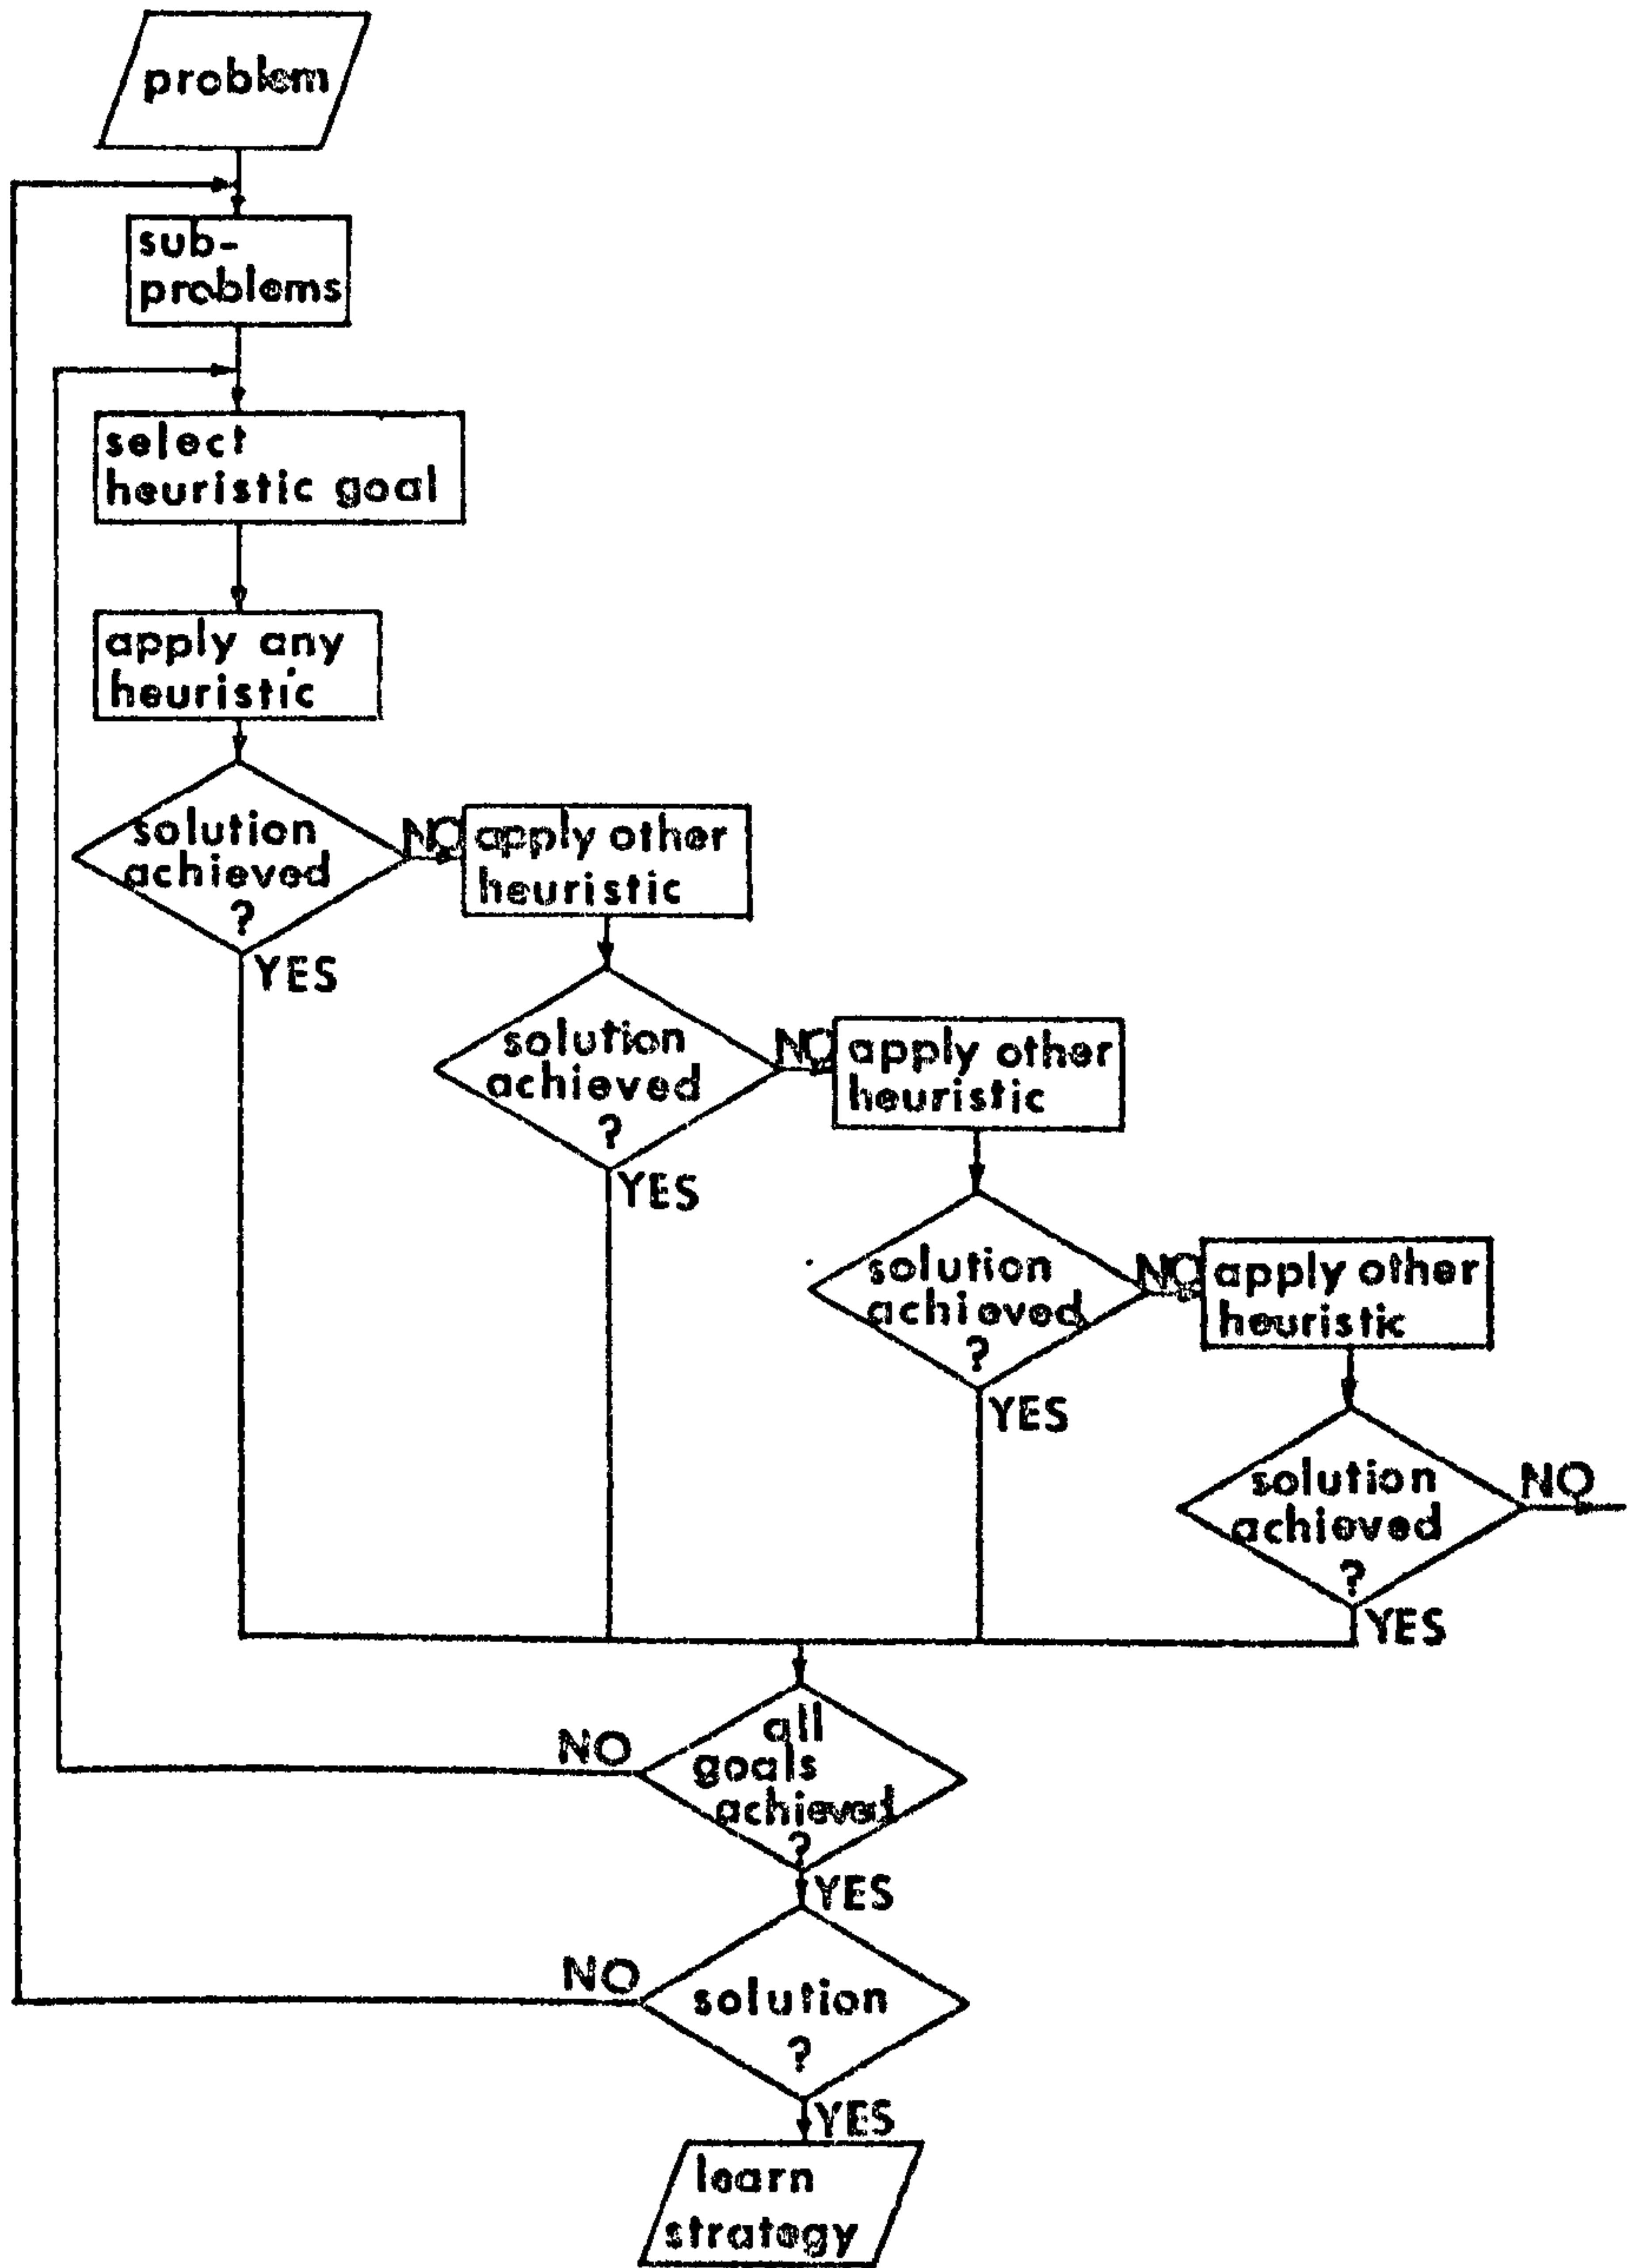 problem
sub-
problems
select
heuristic goal
apply any
heuristic
solution
achieved
?
NO
YES
apply other
heuristic
solution
achieved
?
NO
YES
apply other
heuristic
solution
achieved
?
NO
YES
apply other
heuristic
solution
achieved
?
NO
YES
all
goals
achieved
?
NO
YES
solution
?
NO
YES
learn
strategy